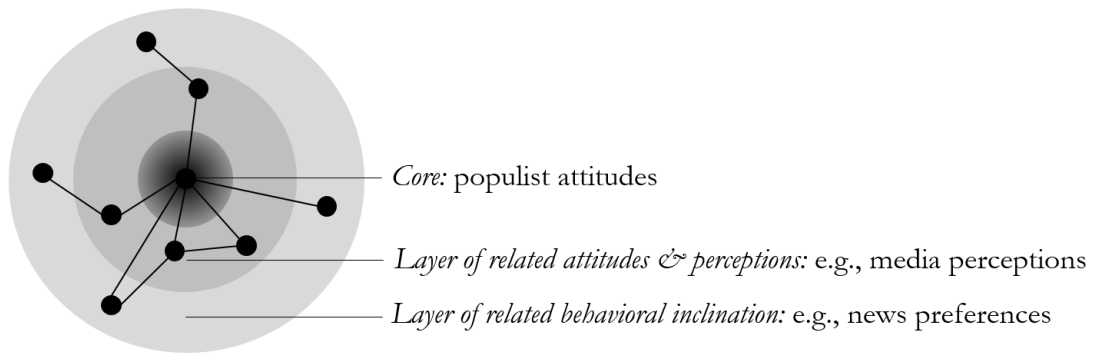 Core: populist attitudes
Layer of related attitudes & perceptions: e.g., media perceptions
Layer of related behavioral inclination: e.g., news preferences